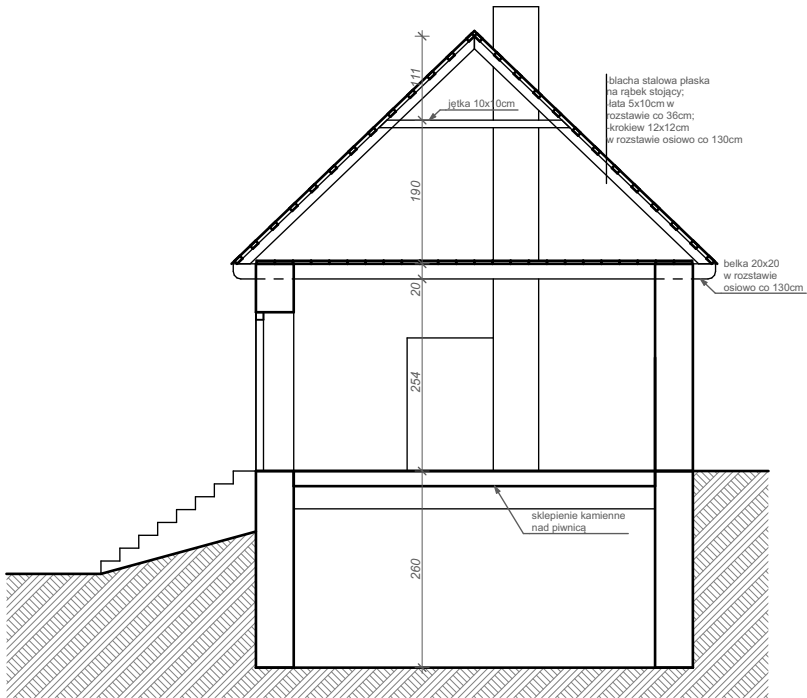 111
jętka 10x10cm
-blacha stalowa płaska
na rąbek stojący;
-łata 5x10cm w
rozstawie co 36cm;
-krokiew 12x12cm
w rozstawie osiowo co 130cm
190
belka 20x20
w rozstawie
osiowo co 130cm
20
254
sklepienie kamienne
nad piwnicą
260